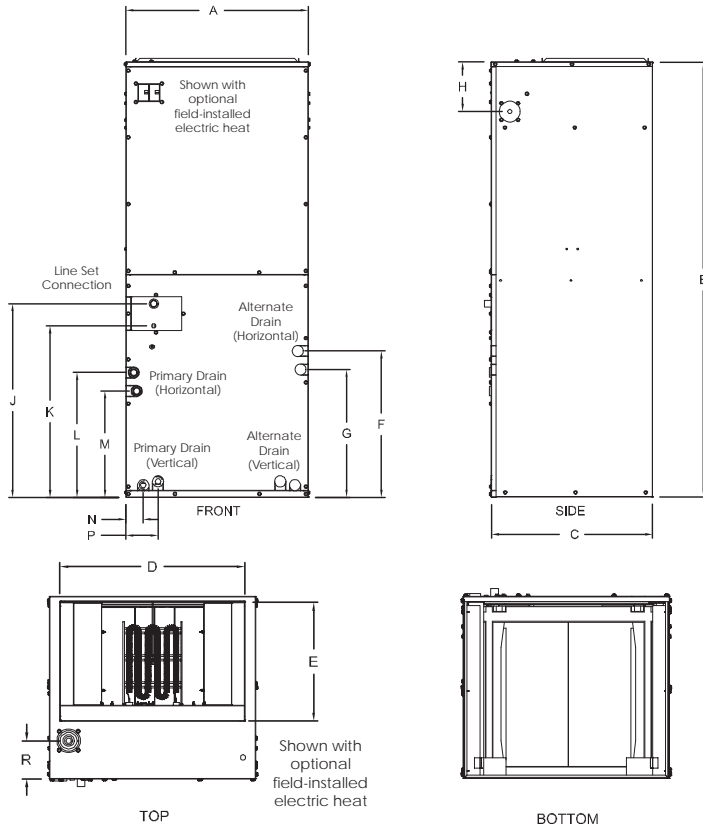 A
Shown with
optional
field-installed
electric heat
H
Line Set
Connection
Alternate
Drain
(Horizontal)
Primary Drain
(Horizontal)
J
K
L
M
G
F
Primary Drain
(Vertical)
Alternate
Drain
(Vertical)
N
P
FRONT
SIDE
C
D
E
R
Shown with
optional
field-installed
electric heat
TOP
BOTTOM